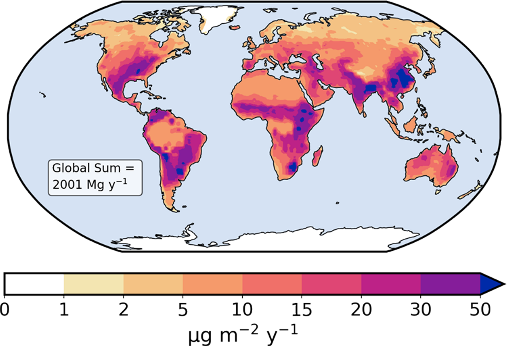 Global Sum =
2001 Mg y⁻¹
0 1 2 5 10 15 20 30 50
μg m⁻² y⁻¹